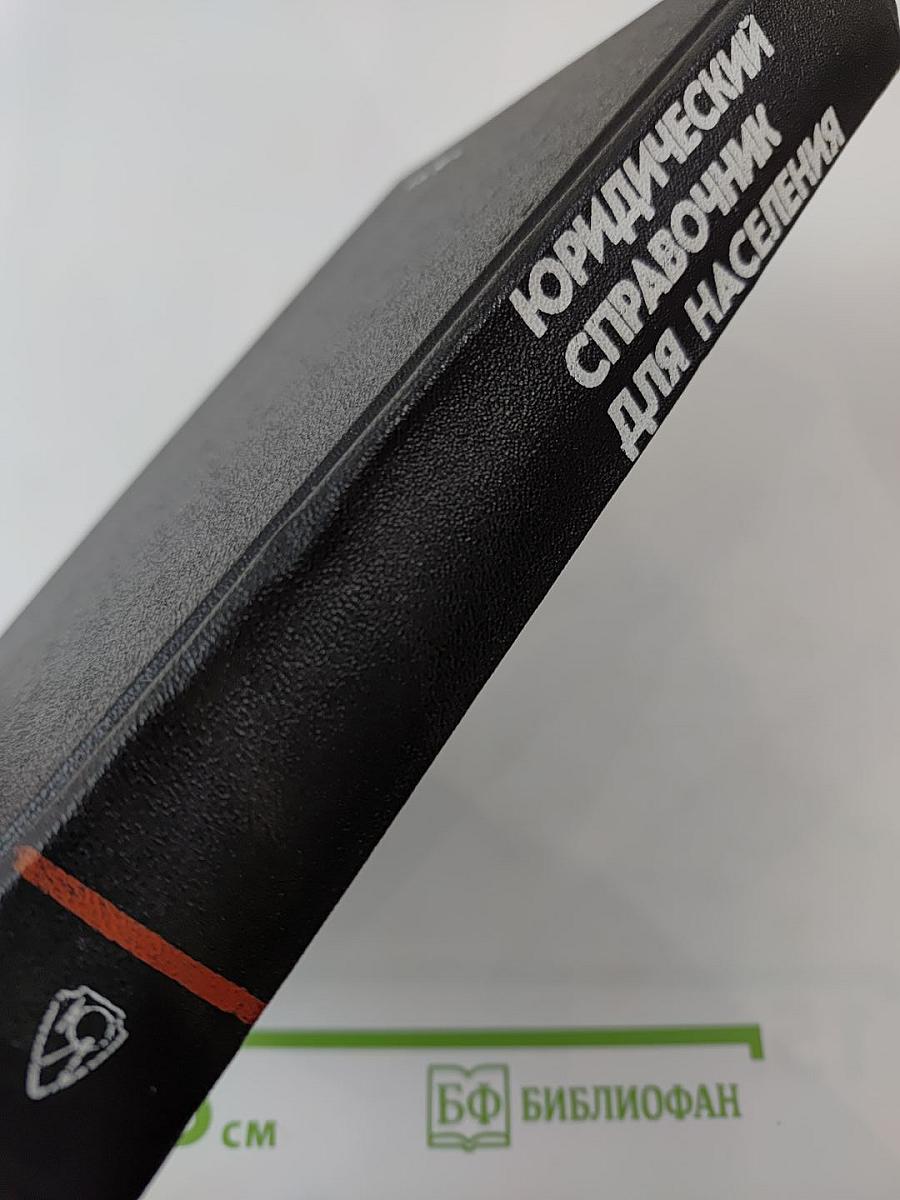 ЮРИДИЧЕСКИЙ
СПРАВОЧНИК
ДЛЯ НАСЕЛЕНИЯ
см
БФ БИБЛИОФАН